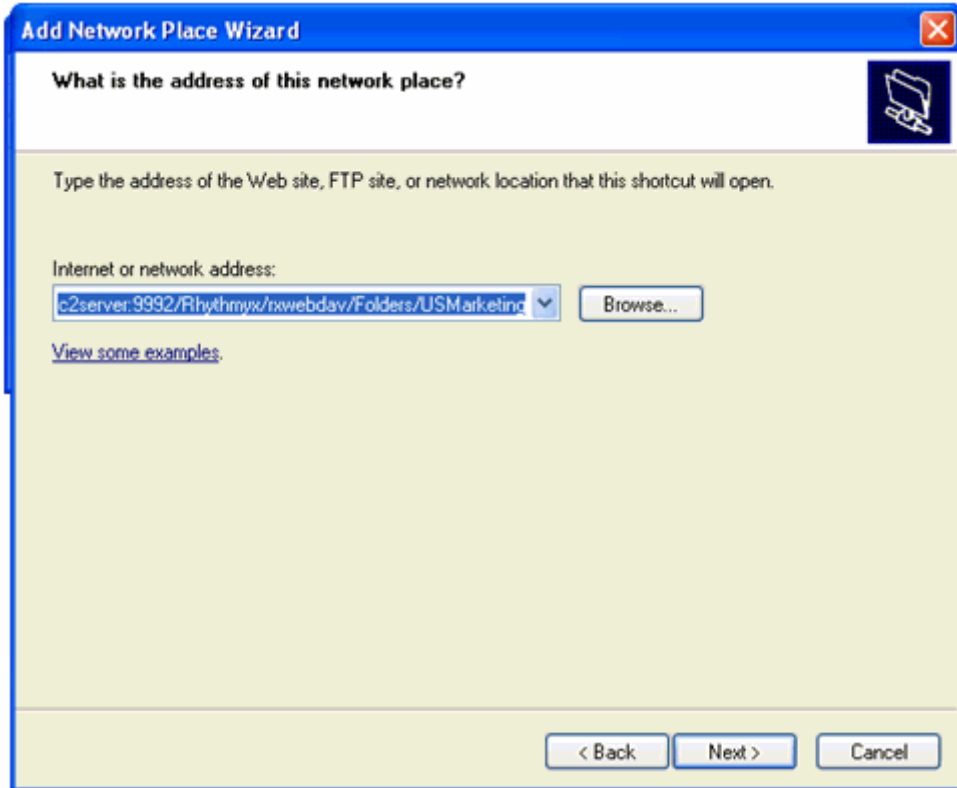 Add Network Place Wizard
What is the address of this network place?
Type the address of the Web site, FTP site, or network location that this shortcut will open.
Internet or network address:
c2server:9992/Rhythmyx/rxwebdav/Folders/USMarketing
Browse...
View some examples.
< Back
Next >
Cancel